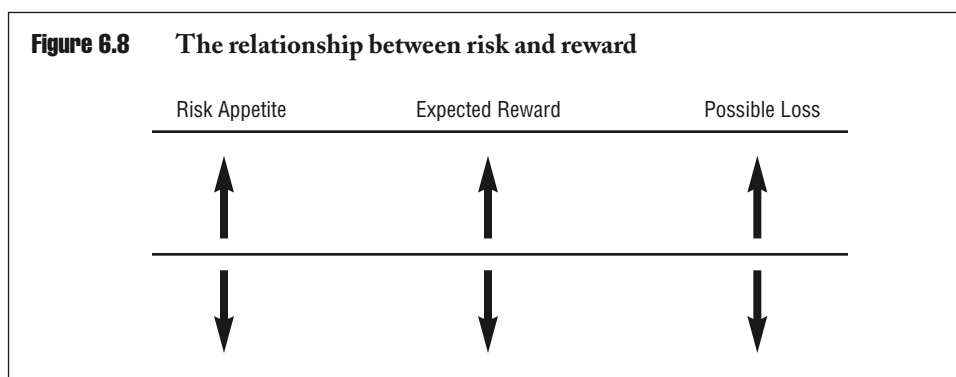 Figure 6.8 The relationship between risk and reward
Risk Appetite Expected Reward Possible Loss